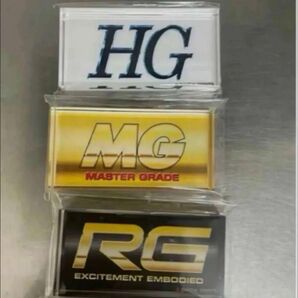 HG
MG
MASTER GRADE
RG
EXCITEMENT EMBODIED